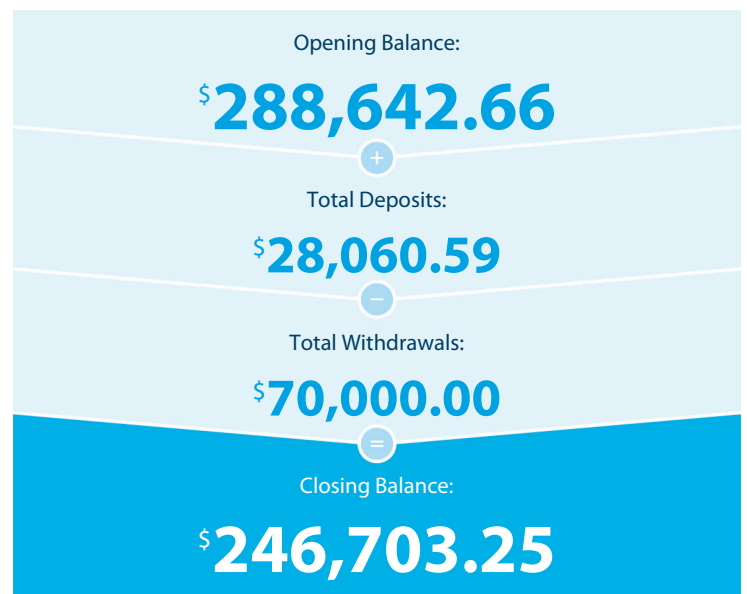 Opening Balance:
$288,642.66
+
Total Deposits:
$28,060.59
−
Total Withdrawals:
$70,000.00
=
Closing Balance:
$246,703.25